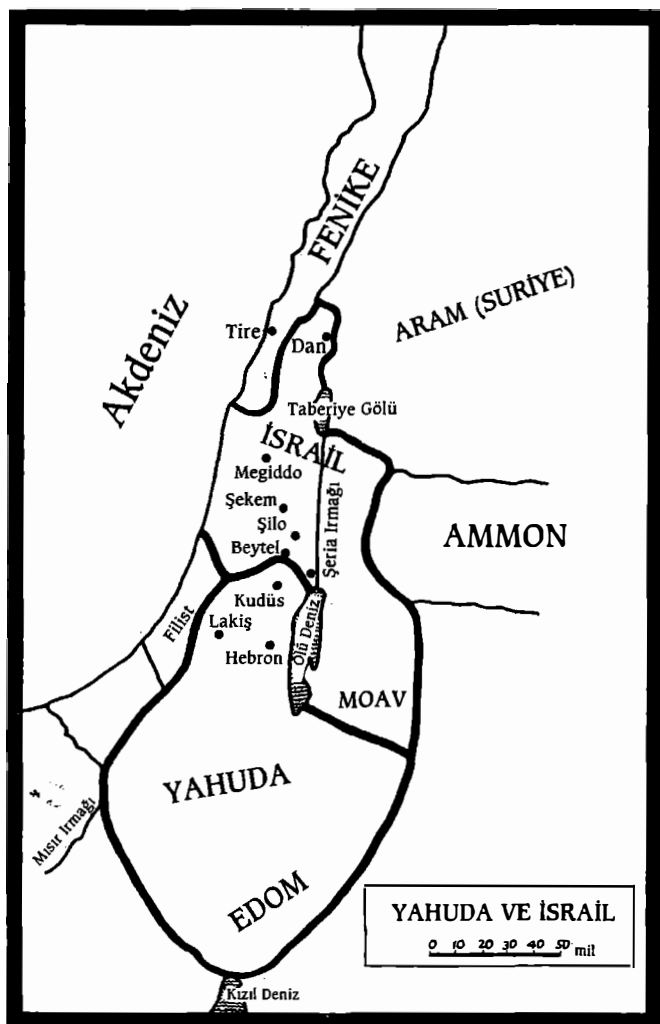 FENİKE
Akdeniz
ARAM (SURİYE)
Tire
Dan
Taberiye Gölü
İSRAİL
Megiddo
Şekem
Şilo
Beytel
Şeria Irmağı
AMMON
Kudüs
Filist
Lakiş
Ölü Deniz
Hebron
MOAV
YAHUDA
Mısır Irmağı
EDOM
YAHUDA VE İSRAİL
0 10 20 30 40 50 mil
Kızıl Deniz